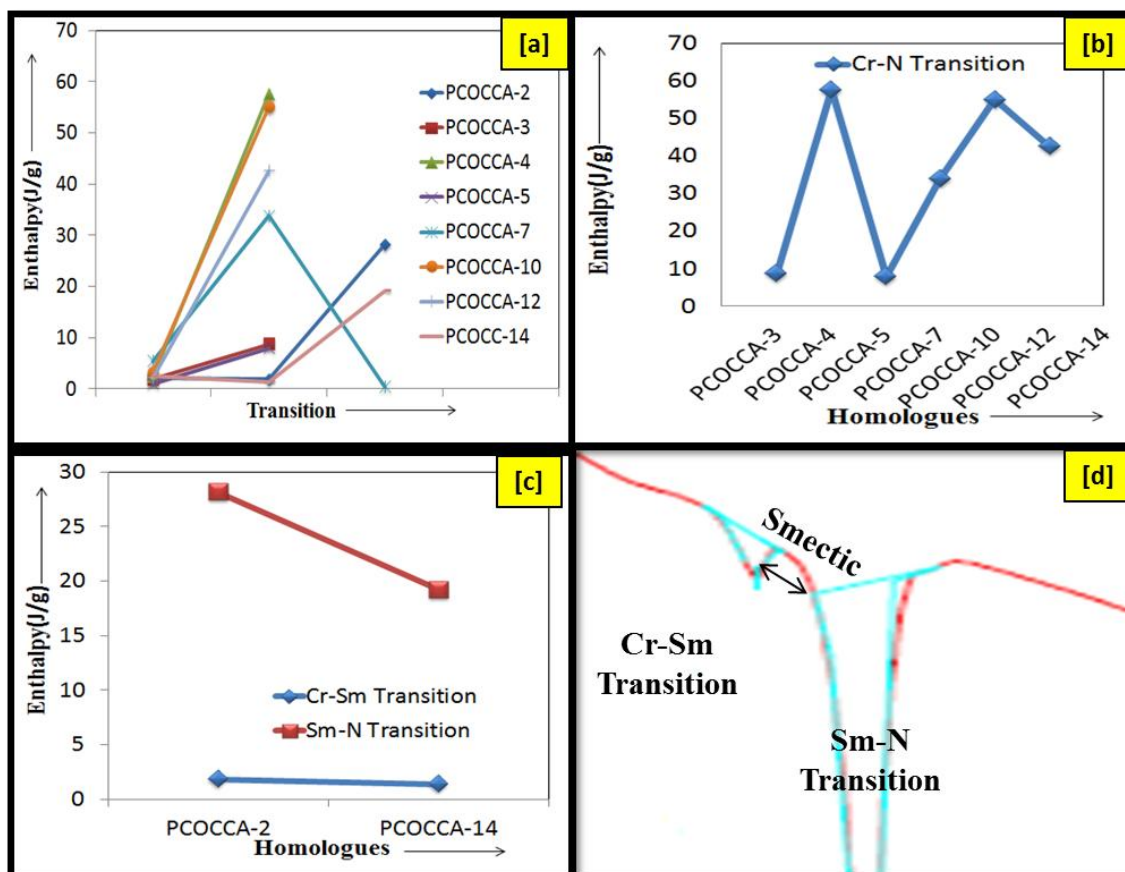 [a]
70
60
50
40
30
20
10
0
Enthalpy(J/g)
Transition
PCOCCA-2
PCOCCA-3
PCOCCA-4
PCOCCA-5
PCOCCA-7
PCOCCA-10
PCOCCA-12
PCOCC-14
[b]
70
60
50
40
30
20
10
0
Enthalpy(J/g)
Cr-N Transition
PCOCCA-3
PCOCCA-4
PCOCCA-5
PCOCCA-7
PCOCCA-10
PCOCCA-12
PCOCCA-14
Homologues
[c]
30
25
20
15
10
5
0
Enthalpy(J/g)
Cr-Sm Transition
Sm-N Transition
PCOCCA-2
PCOCCA-14
Homologues
[d]
Smectic
Cr-Sm
Transition
Sm-N
Transition